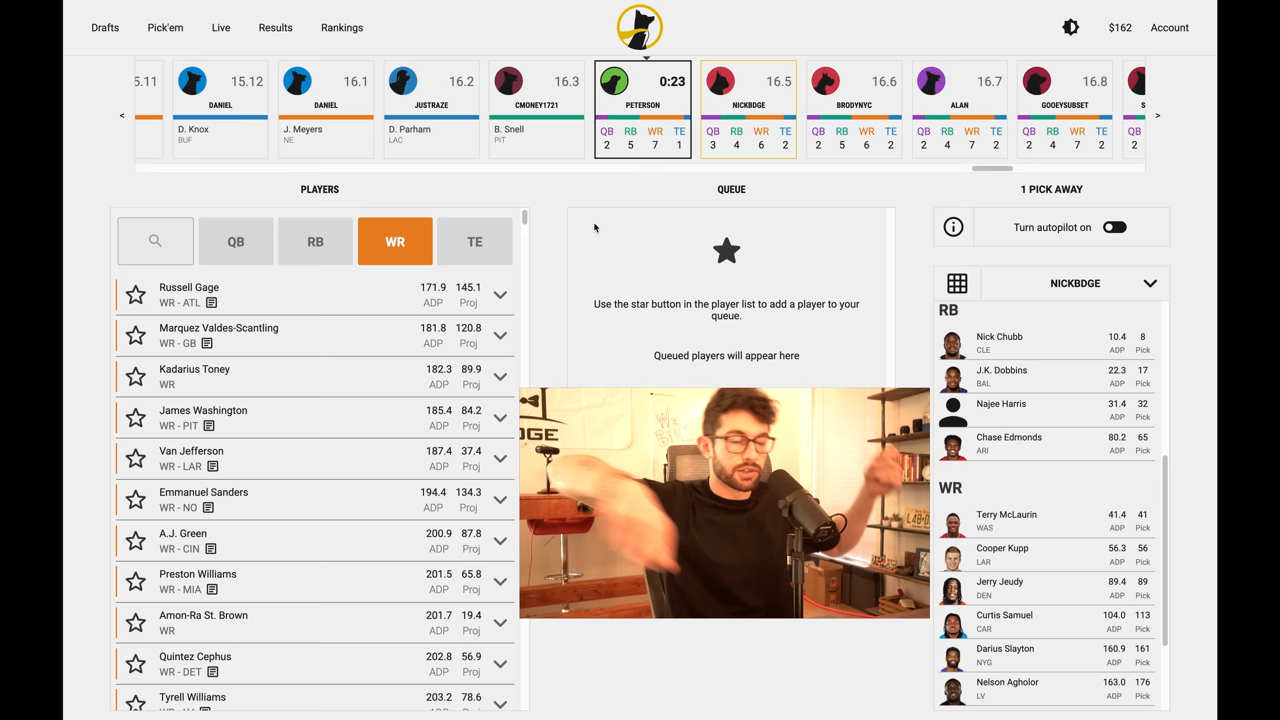 Drafts Pick'em Live Results Rankings $162 Account
5.11 15.12 16.1 16.2 16.3 0:23 16.5 16.6 16.7 16.8
DANIEL DANIEL JUSTRAZE CMONEY1721 PETERSON NICKBDGE BRODYNYC ALAN GOOEYSUBSET S
D. Knox
BUF
J. Meyers
NE
D. Parham
LAC
B. Snell
PIT
QB RB WR TE
2 5 7 1
QB RB WR TE
3 4 6 2
QB RB WR TE
2 5 6 2
QB RB WR TE
2 4 7 2
QB RB WR TE
2 4 7 2
QB
2
< >
PLAYERS
QB RB WR TE
Russell Gage 171.9 145.1
WR - ATL ADP Proj
Marquez Valdes-Scantling 181.8 120.8
WR - GB ADP Proj
Kadarius Toney 182.3 89.9
WR ADP Proj
James Washington 185.4 84.2
WR - PIT ADP Proj
Van Jefferson 187.4 37.4
WR - LAR ADP Proj
Emmanuel Sanders 194.4 134.3
WR - NO ADP Proj
A.J. Green 200.9 87.8
WR - CIN ADP Proj
Preston Williams 201.5 65.8
WR - MIA ADP Proj
Amon-Ra St. Brown 201.7 19.4
WR ADP Proj
Quintez Cephus 202.8 56.9
WR - DET ADP Proj
Tyrell Williams 203.2 78.6
QUEUE
Use the star button in the player list to add a player to your
queue.
Queued players will appear here
DGE
1 PICK AWAY
Turn autopilot on
NICKBDGE
RB
Nick Chubb 10.4 8
CLE ADP Pick
J.K. Dobbins 22.3 17
BAL ADP Pick
Najee Harris 31.4 32
ADP Pick
Chase Edmonds 80.2 65
ARI ADP Pick
WR
Terry McLaurin 41.4 41
WAS ADP Pick
Cooper Kupp 56.3 56
LAR ADP Pick
Jerry Jeudy 89.4 89
DEN ADP Pick
Curtis Samuel 104.0 113
CAR ADP Pick
Darius Slayton 160.9 161
NYG ADP Pick
Nelson Agholor 163.0 176
LV ADP Pick